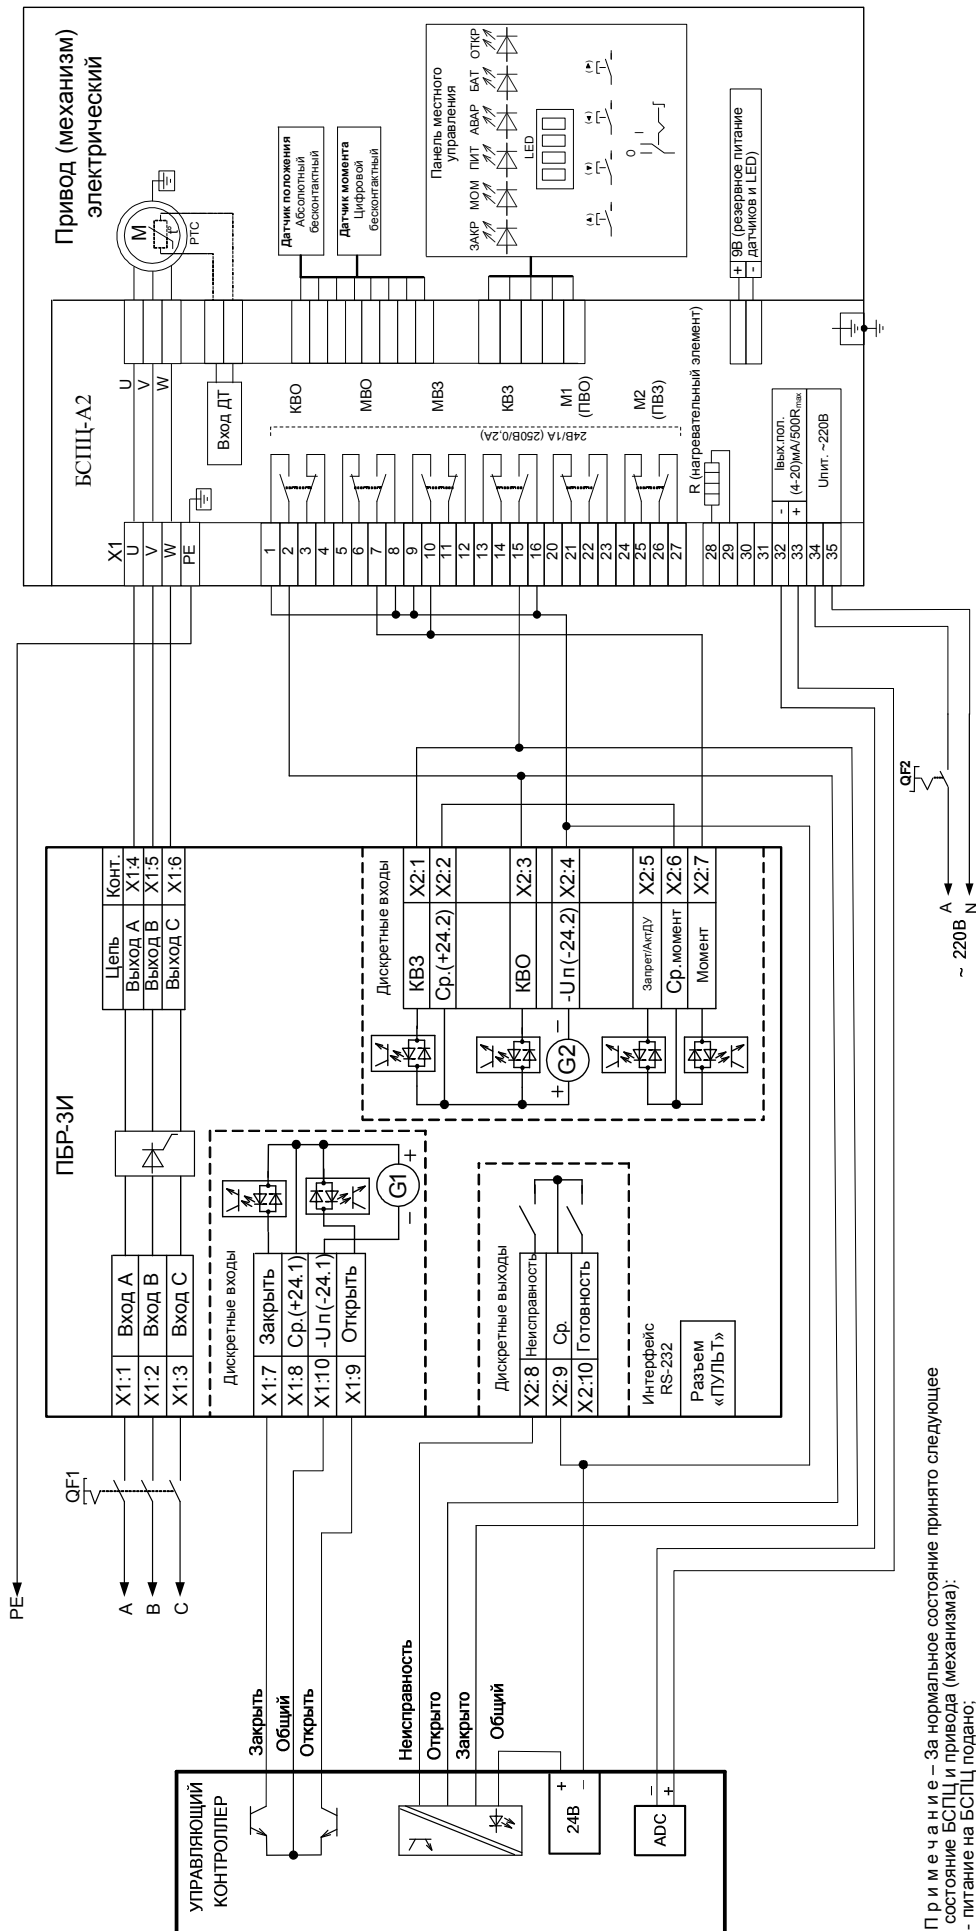 Привод (механизм)
электрический
M
t°
PTC
Датчик положения
Абсолютный
бесконтактный
Датчик момента
Цифровой
бесконтактный
Панель местного
управления
ЗАКР
МОМ
ПИТ
АВАР
БАТ
ОТКР
LED
0
+
-
9В (резервное питание
датчиков и LED)
БСПЦ-А2
U
V
W
Вход ДТ
КВО
МВО
МВЗ
КВЗ
М1
(ПВО)
М2
(ПВЗ)
24В/1А (250В/0,2А)
R (нагревательный элемент)
-
+
Iвых.пол.
(4-20)мА/500Rmax
Uпит. ~220В
X1
U
V
W
PE
1
2
3
4
5
6
7
8
9
10
11
12
13
14
15
16
20
21
22
23
24
25
26
27
28
29
30
31
32
33
34
35
QF2
A
N
~ 220В
ПБР-3И
Цепь
Конт.
Выход А
X1:4
Выход В
X1:5
Выход С
X1:6
Дискретные входы
КВЗ
X2:1
Ср.(+24.2)
X2:2
КВО
X2:3
-Uп(-24.2)
X2:4
Запрет/АктДУ
X2:5
Ср.момент
X2:6
Момент
X2:7
G2
+
-
X1:1
Вход А
X1:2
Вход В
X1:3
Вход С
Дискретные входы
X1:7
Закрыть
X1:8
Ср.(+24.1)
X1:10
-Uп(-24.1)
X1:9
Открыть
G1
-
+
Дискретные выходы
X2:8
Неисправность
X2:9
Ср.
X2:10
Готовность
Интерфейс
RS-232
Разъем
«ПУЛЬТ»
QF1
PE
A
B
C
Закрыть
Общий
Открыть
Неисправность
Открыто
Закрыто
Общий
УПРАВЛЯЮЩИЙ
КОНТРОЛЛЕР
24В
+
-
ADC
-
+
П р и м е ч а н и е – За нормальное состояние принято следующее
состояние БСПЦ и привода (механизма):
- питание на БСПЦ подано;